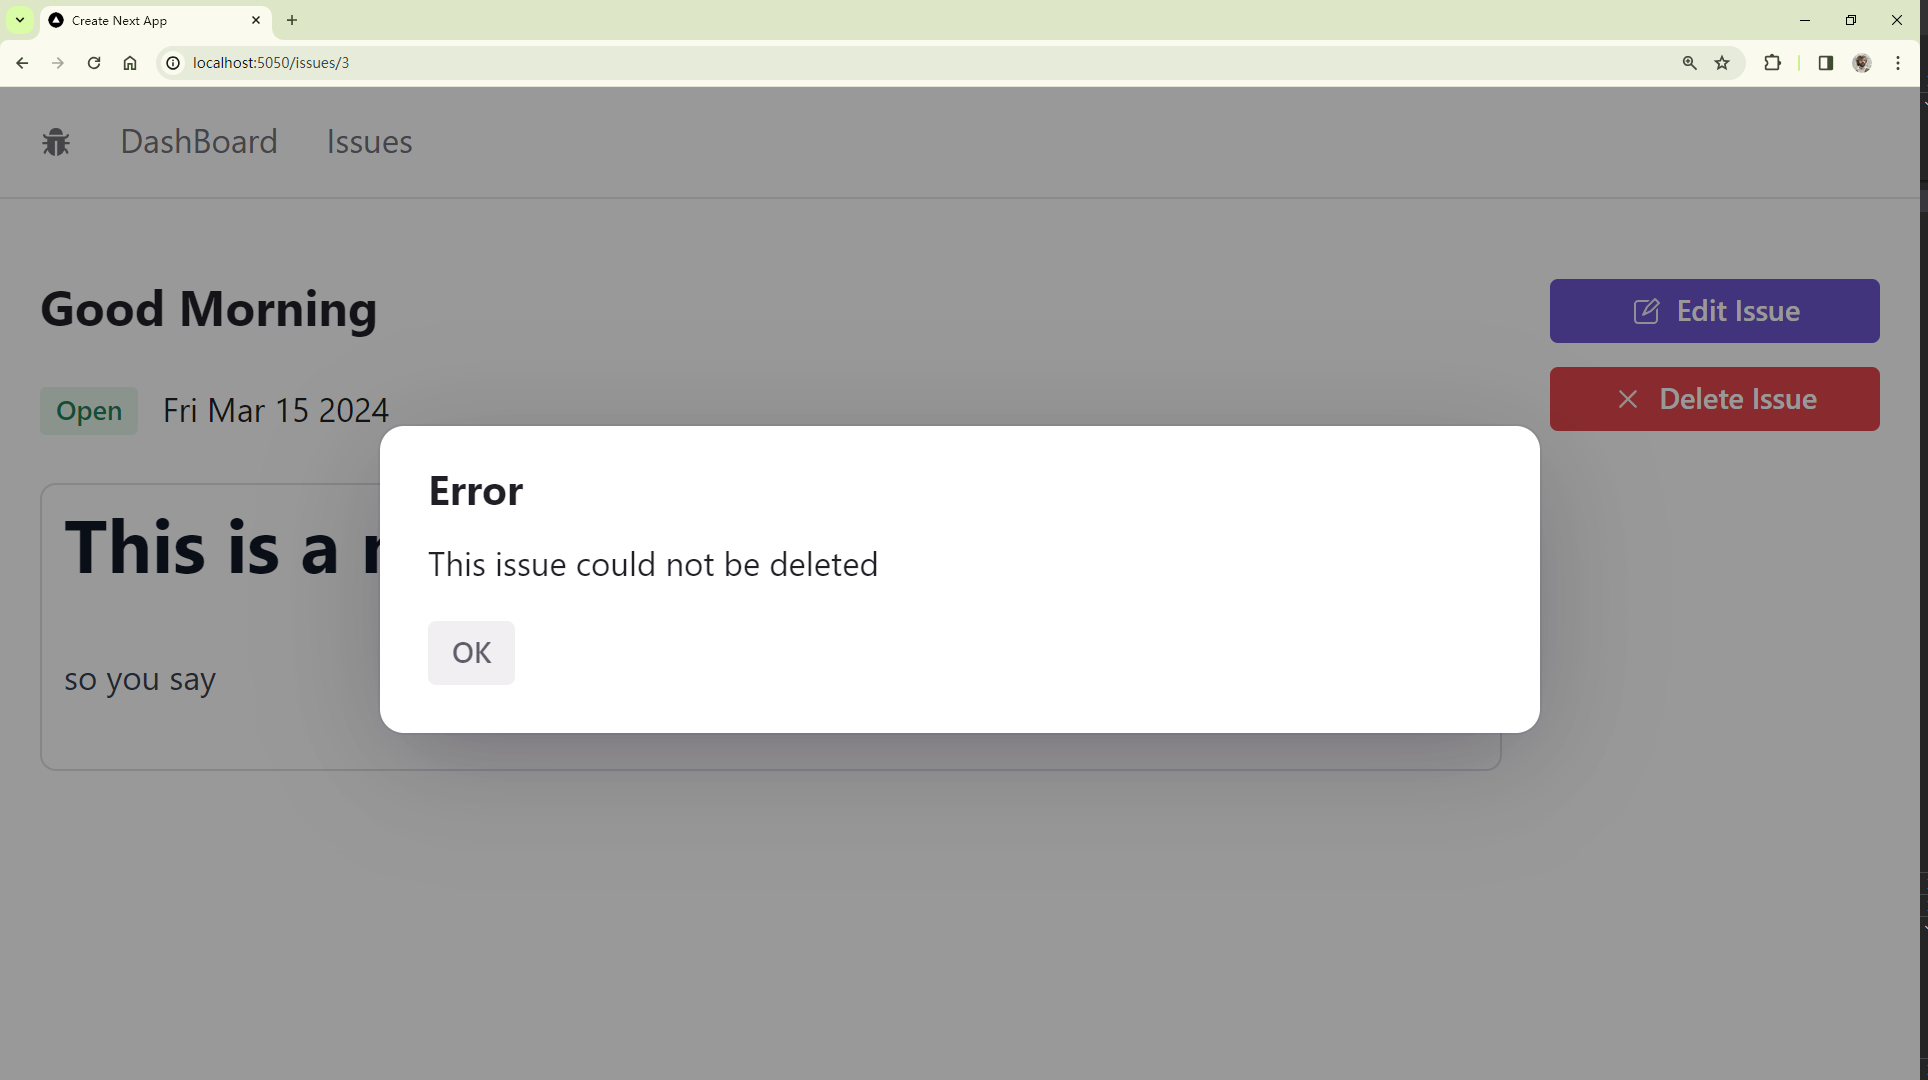 Create Next App
localhost:5050/issues/3
DashBoard Issues
Good Morning
Edit Issue
Open Fri Mar 15 2024
Delete Issue
Error
This is a
This issue could not be deleted
OK
so you say